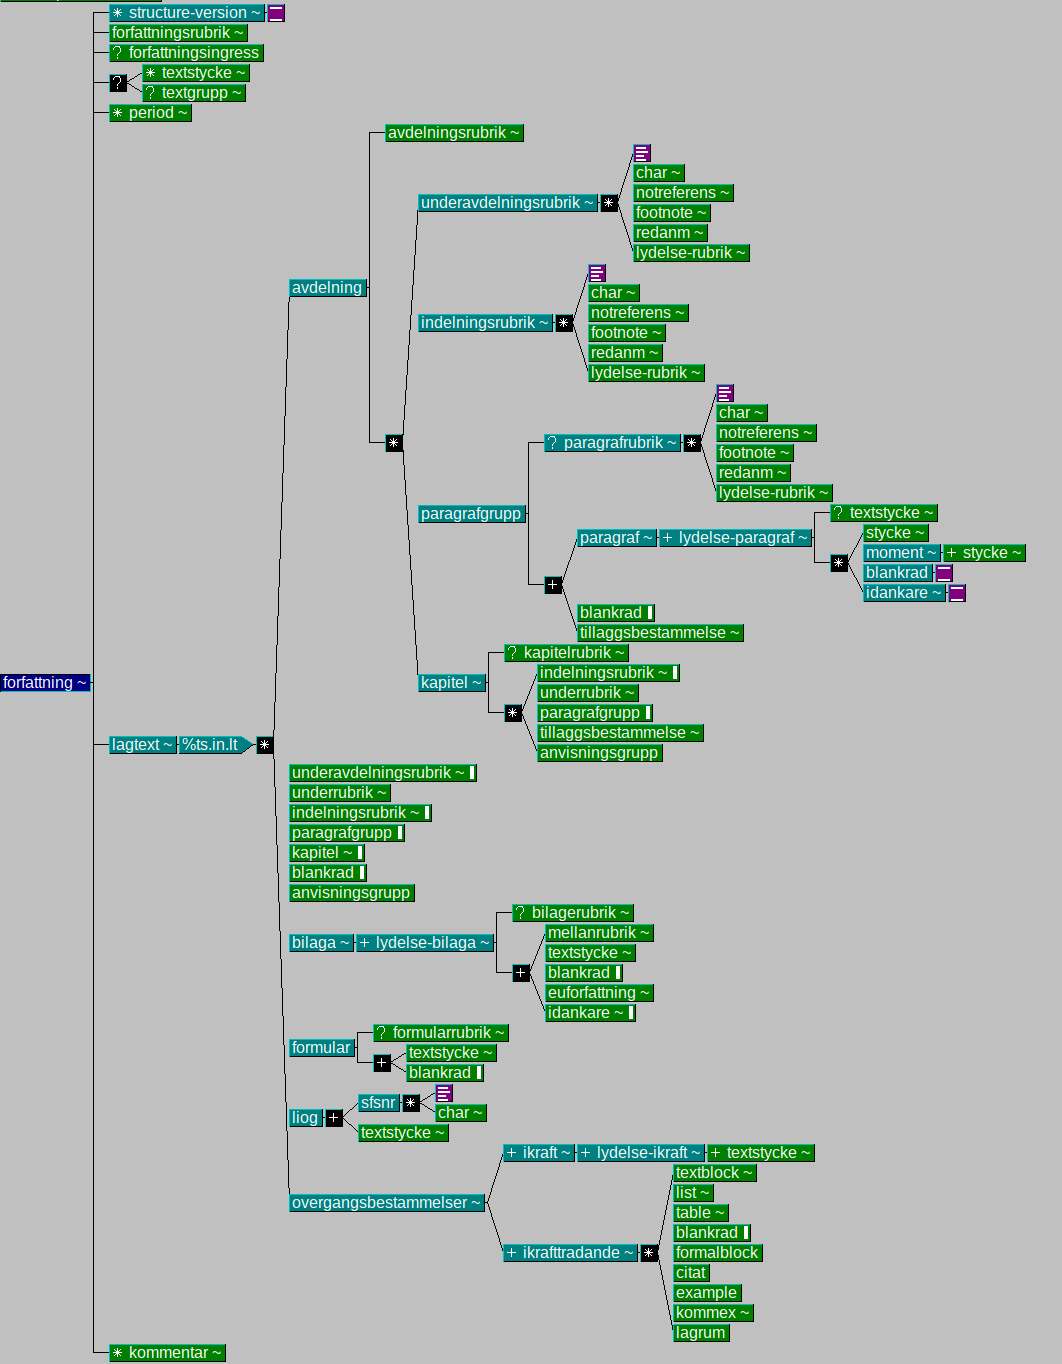 * structure-version ~
forfattningsrubrik ~
? forfattningsingress
?
* textstycke ~
? textgrupp ~
* period ~
avdelningsrubrik ~
char ~
underavdelningsrubrik ~ *
notreferens ~
footnote ~
redanm ~
lydelse-rubrik ~
avdelning
char ~
notreferens ~
indelningsrubrik ~ *
footnote ~
redanm ~
lydelse-rubrik ~
char ~
notreferens ~
*
? paragrafrubrik ~ *
footnote ~
redanm ~
lydelse-rubrik ~
paragrafgrupp
? textstycke ~
stycke ~
paragraf ~ + lydelse-paragraf ~
moment ~ + stycke ~
*
blankrad
+
idankare ~
blankrad
tillaggsbestammelse ~
? kapitelrubrik ~
indelningsrubrik ~
forfattning ~
kapitel ~
underrubrik ~
*
paragrafgrupp
tillaggsbestammelse ~
lagtext ~ %ts.in.lt *
anvisningsgrupp
underavdelningsrubrik ~
underrubrik ~
indelningsrubrik ~
paragrafgrupp
kapitel ~
blankrad
anvisningsgrupp
? bilagerubrik ~
mellanrubrik ~
bilaga ~ + lydelse-bilaga ~
textstycke ~
+
blankrad
euforfattning ~
idankare ~
? formularrubrik ~
formular
textstycke ~
+
blankrad
sfsnr *
char ~
liog +
textstycke ~
+ ikraft ~ + lydelse-ikraft ~ + textstycke ~
textblock ~
list ~
overgangsbestammelser ~
table ~
blankrad
+ ikrafttradande ~ *
formalblock
citat
example
kommex ~
lagrum
* kommentar ~